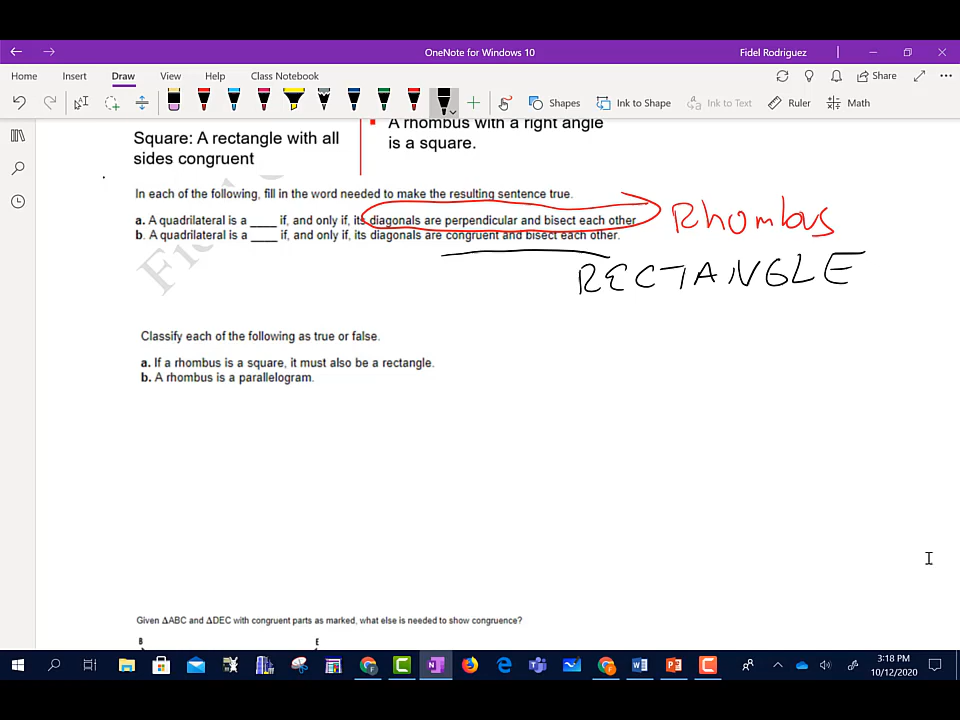 OneNote for Windows 10
Fidel Rodriguez
Home Insert Draw View Help Class Notebook Share
Shapes Ink to Shape Ink to Text Ruler Math
Square: A rectangle with all
sides congruent
A rhombus with a right angle
is a square.
In each of the following, fill in the word needed to make the resulting sentence true.
a. A quadrilateral is a ____ if, and only if, its diagonals are perpendicular and bisect each other. Rhombus
b. A quadrilateral is a ____ if, and only if, its diagonals are congruent and bisect each other.
RECTANGLE
Classify each of the following as true or false.
a. If a rhombus is a square, it must also be a rectangle.
b. A rhombus is a parallelogram.
Given ΔABC and ΔDEC with congruent parts as marked, what else is needed to show congruence?
B E
3:18 PM
10/12/2020